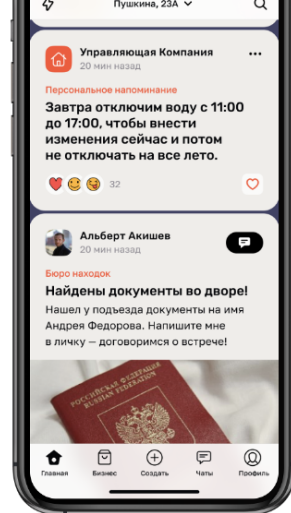 Пушкина, 23А
Управляющая Компания
20 мин назад
Персональное напоминание
Завтра отключим воду с 11:00
до 17:00, чтобы внести
изменения сейчас и потом
не отключать на все лето.
32
Альберт Акишев
20 мин назад
Бюро находок
Найдены документы во дворе!
Нашел у подъезда документы на имя
Андрея Федорова. Напишите мне
в личку — договоримся о встрече!
РОССИЙСКАЯ ФЕДЕРАЦИЯ
RUSSIAN FEDERATION
Главная Бизнес Создать Чаты Профиль